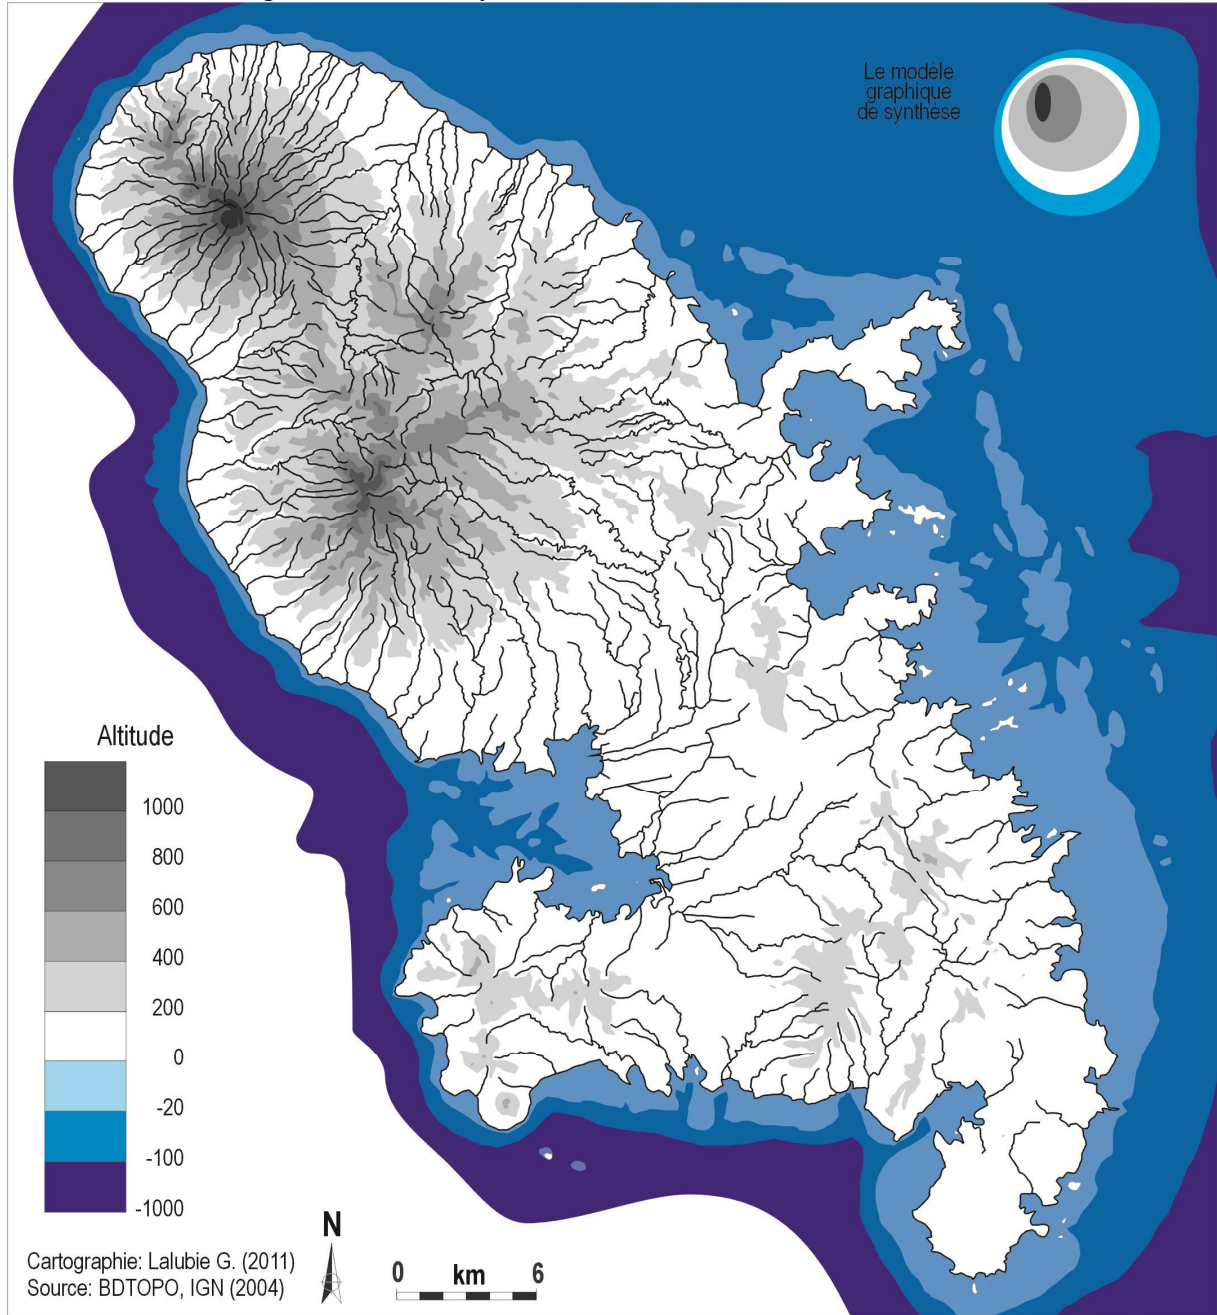 Le modèle
graphique
de synthèse
Altitude
1000
800
600
400
200
0
-20
-100
-1000
N
0 km 6
Cartographie: Lalubie G. (2011)
Source: BDTOPO, IGN (2004)